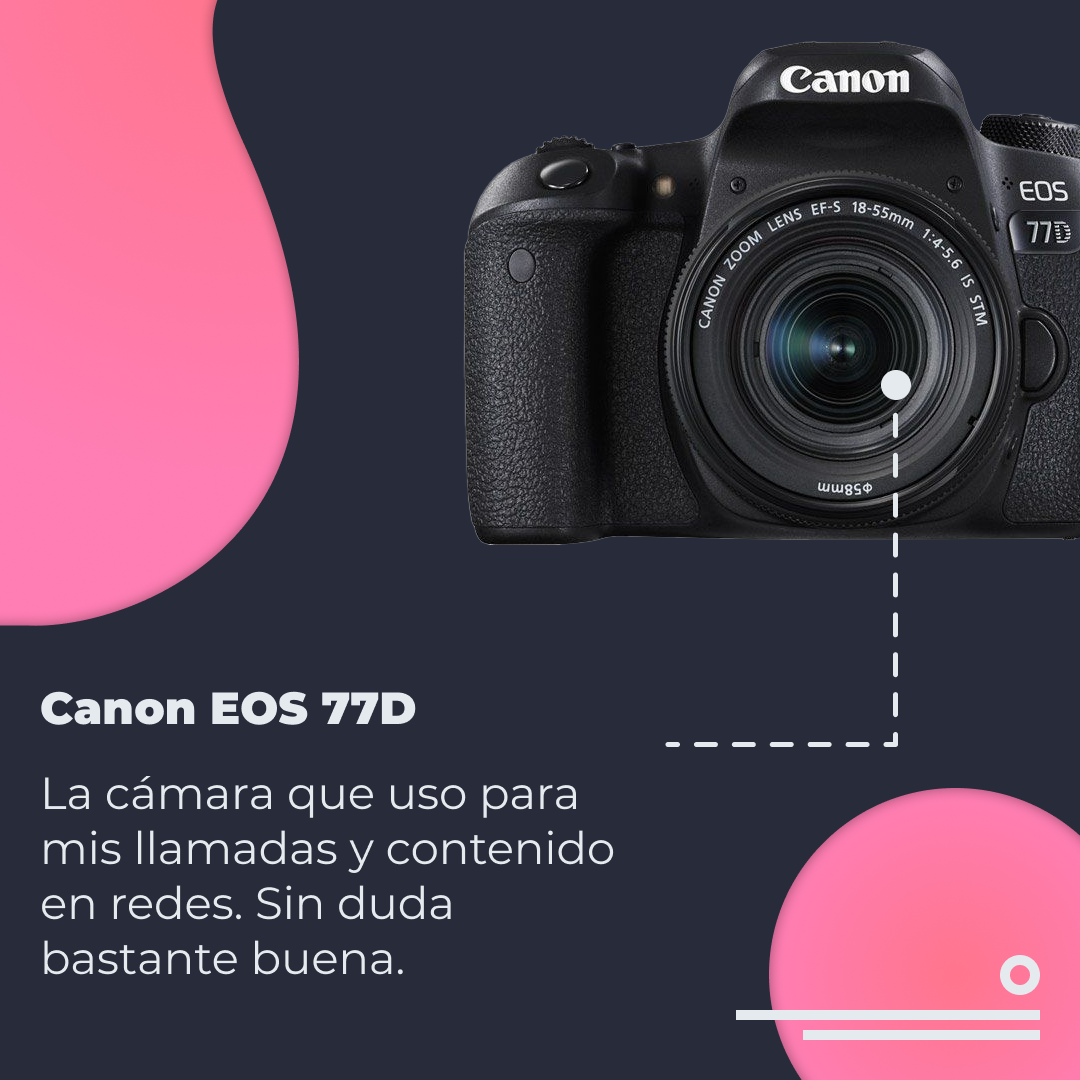 Canon
EOS
77D
CANON ZOOM LENS EF-S 18-55mm 1:4-5.6 IS STM
φ58mm
Canon EOS 77D
La cámara que uso para
mis llamadas y contenido
en redes. Sin duda
bastante buena.